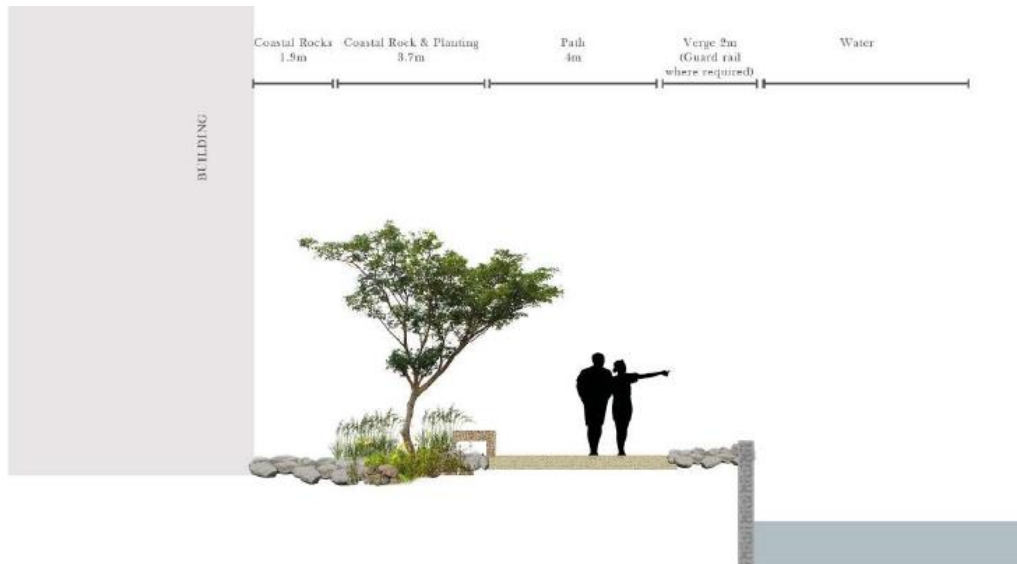 Coastal Rocks
1.9m
Coastal Rock & Planting
3.7m
Path
4m
Verge 2m
(Guard rail
where required)
Water
BUILDING